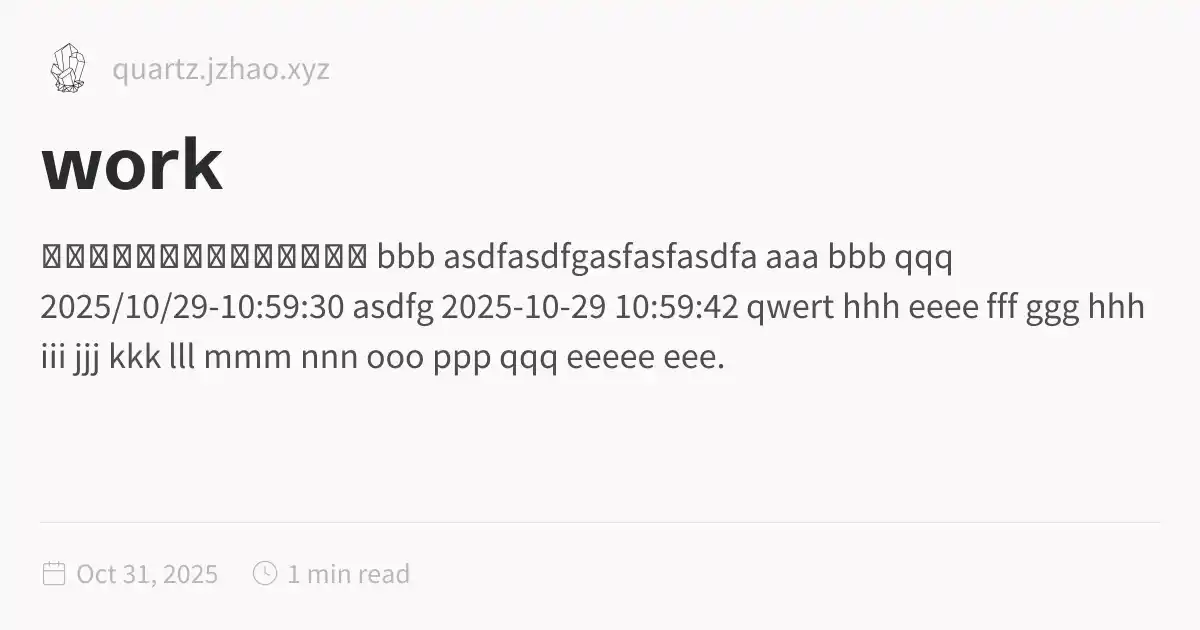 quartz.jzhao.xyz
work
bbb asdfasdfgasfasfasdfa aaa bbb qqq
2025/10/29-10:59:30 asdfg 2025-10-29 10:59:42 qwert hhh eeee fff ggg hhh
iii jjj kkk lll mmm nnn ooo ppp qqq eeeee eee.
Oct 31, 2025 1 min read